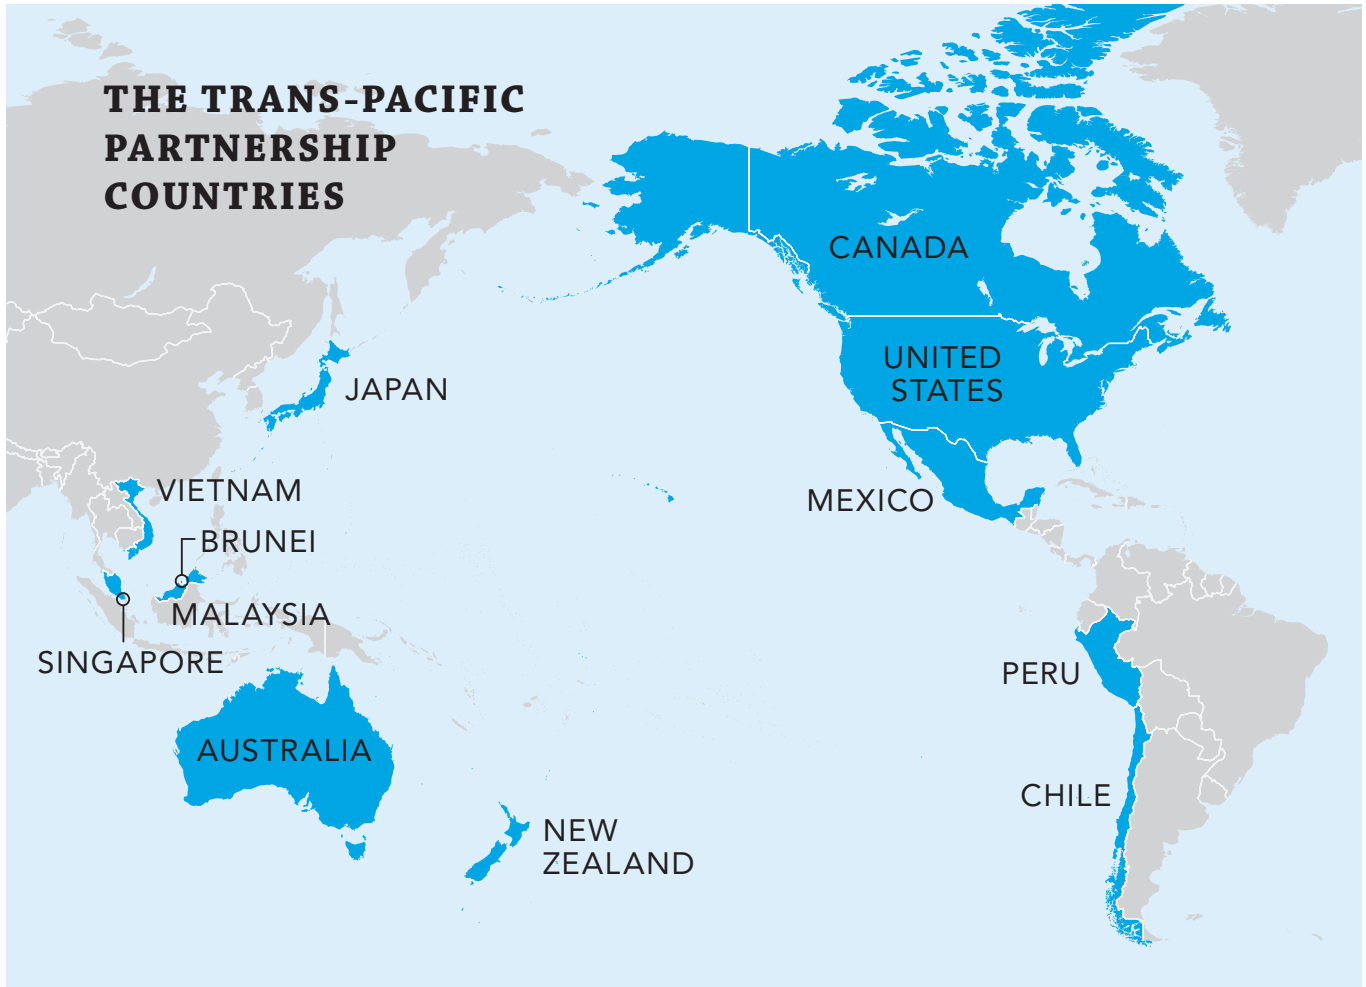 THE TRANS-PACIFIC
PARTNERSHIP
COUNTRIES
CANADA
UNITED
STATES
JAPAN
MEXICO
VIETNAM
BRUNEI
MALAYSIA
SINGAPORE
PERU
AUSTRALIA
CHILE
NEW
ZEALAND